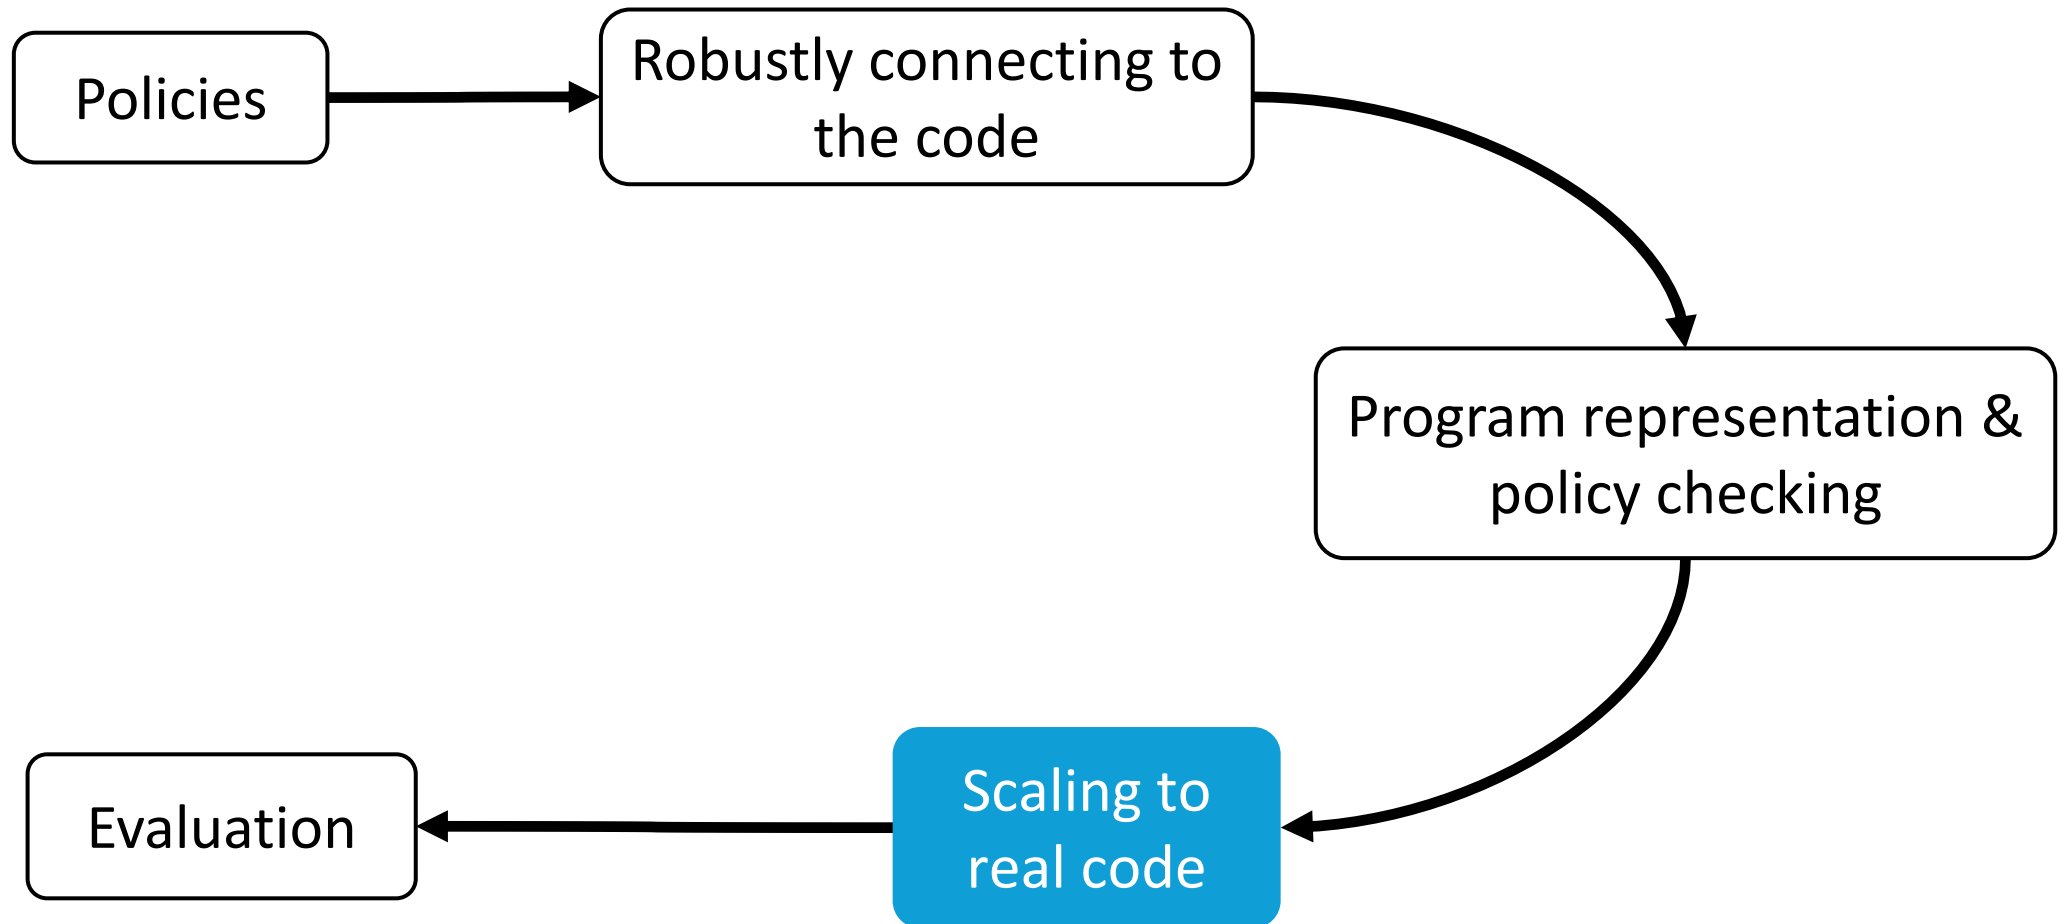 Policies
Robustly connecting to
the code
Program representation &
policy checking
Scaling to
real code
Evaluation